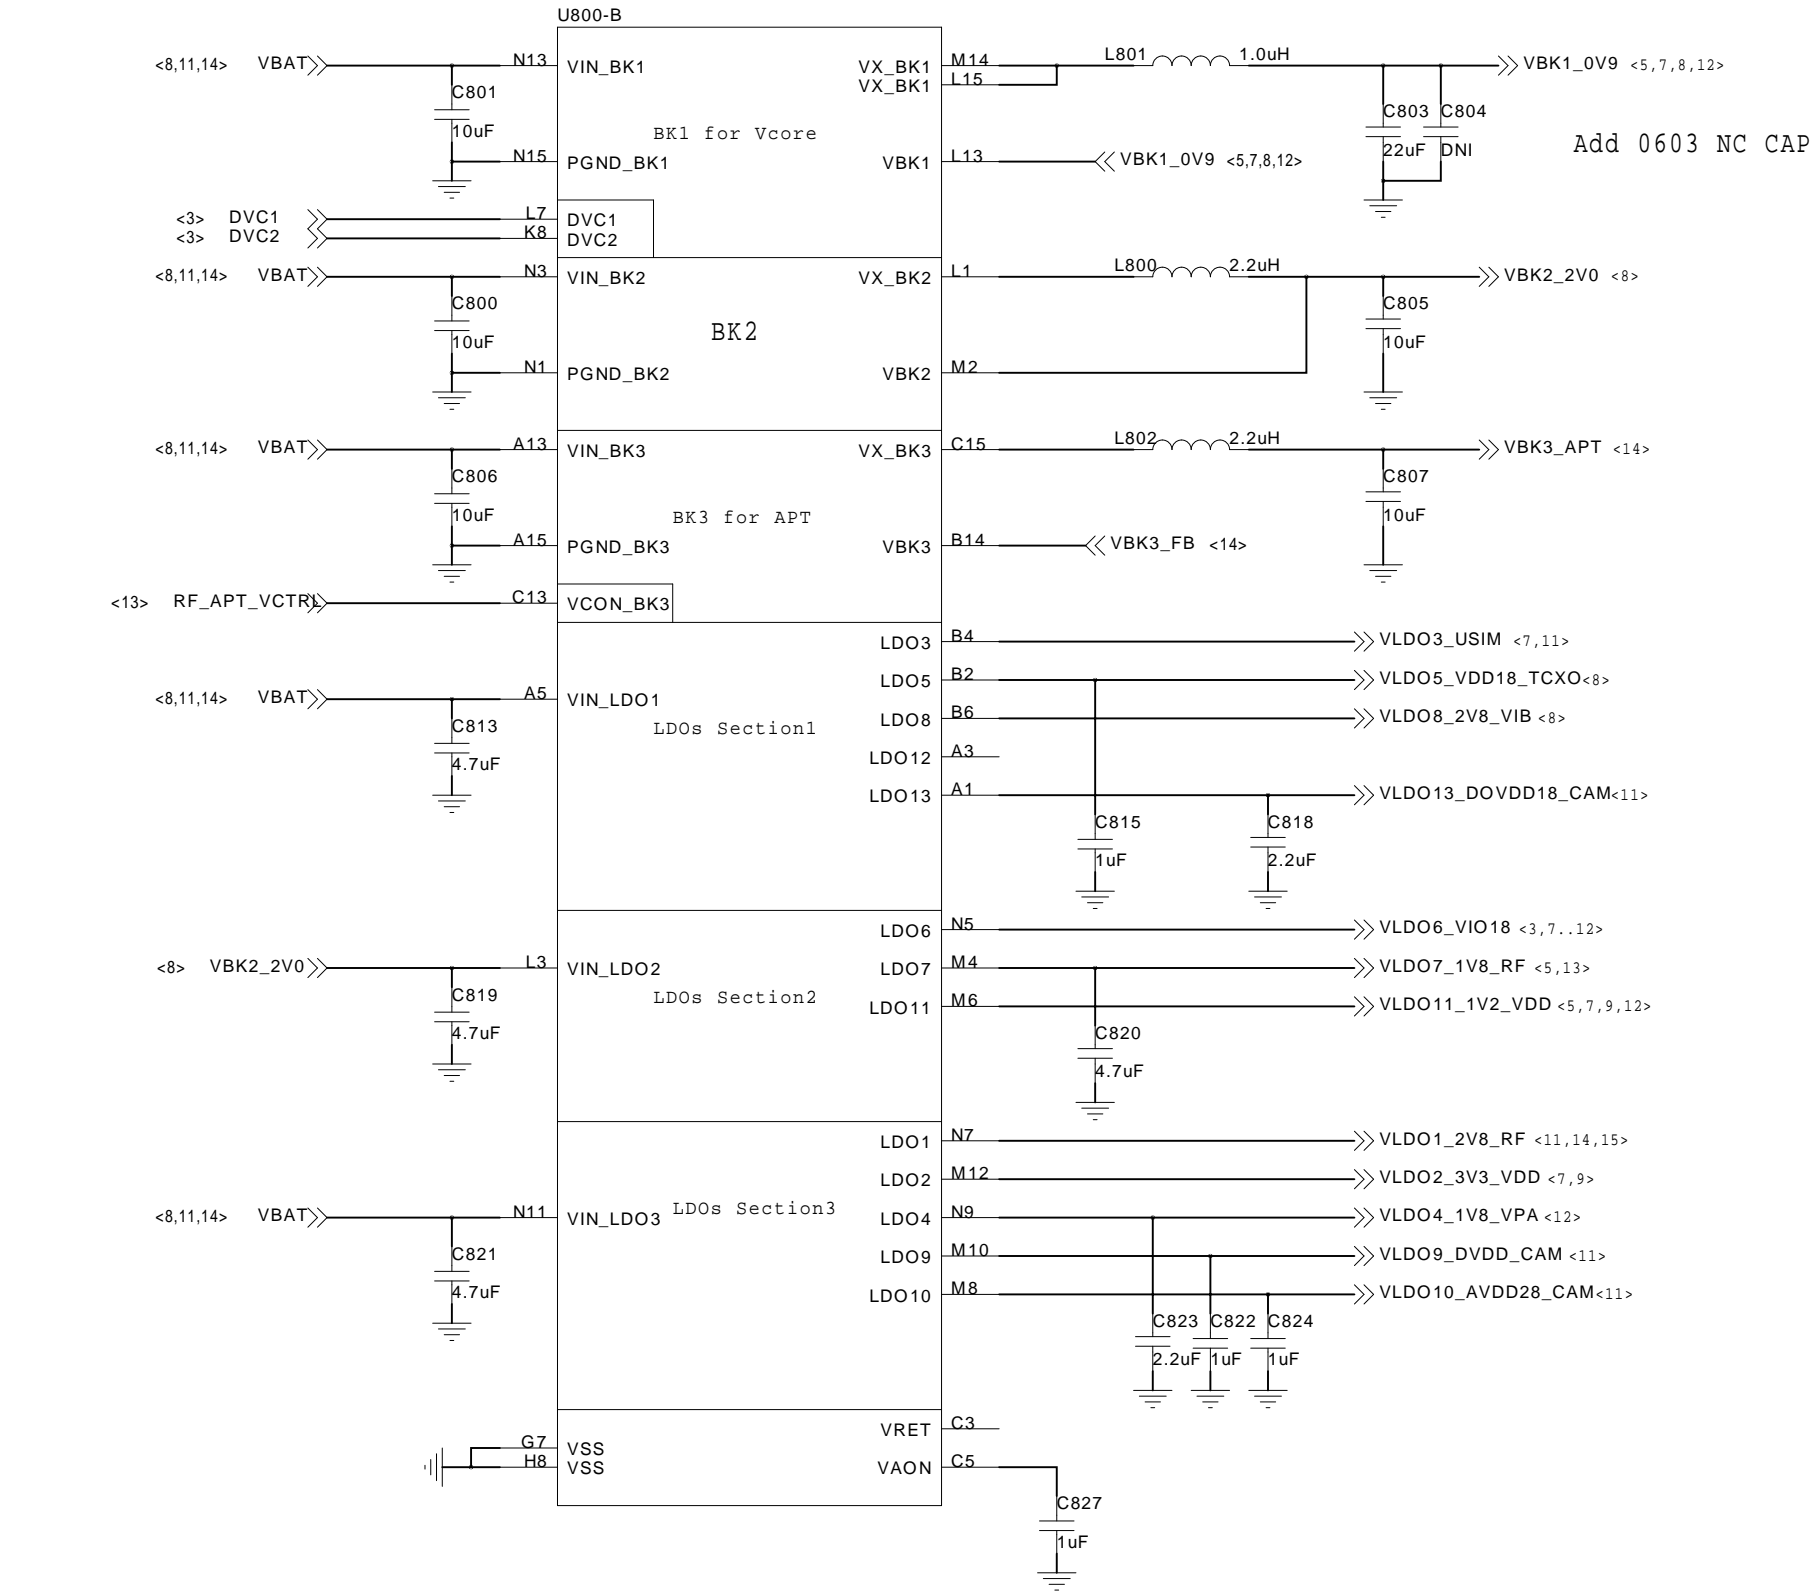 U800-B
<8,11,14> VBAT N13 VIN_BK1 VX_BK1 M14 L801 1.0uH VBK1_0V9 <5,7,8,12>
VX_BK1 L15
C801
10uF
BK1 for Vcore
C803 C804
22uF DNI
Add 0603 NC CAP
N15 PGND_BK1 VBK1 L13 VBK1_0V9 <5,7,8,12>
<3> DVC1 L7 DVC1
<3> DVC2 K8 DVC2
<8,11,14> VBAT N3 VIN_BK2 VX_BK2 L1 L800 2.2uH VBK2_2V0 <8>
C800 C805
10uF BK2 10uF
N1 PGND_BK2 VBK2 M2
<8,11,14> VBAT A13 VIN_BK3 VX_BK3 C15 L802 2.2uH VBK3_APT <14>
C806 C807
10uF BK3 for APT 10uF
A15 PGND_BK3 VBK3 B14 VBK3_FB <14>
<13> RF_APT_VCTRL C13 VCON_BK3
LDO3 B4 VLDO3_USIM <7,11>
LDO5 B2 VLDO5_VDD18_TCXO<8>
<8,11,14> VBAT A5 VIN_LDO1
LDO8 B6 VLDO8_2V8_VIB <8>
C813 LDOs Section1
4.7uF LDO12 A3
LDO13 A1 VLDO13_DOVDD18_CAM<11>
C815 C818
1uF 2.2uF
LDO6 N5 VLDO6_VIO18 <3,7..12>
<8> VBK2_2V0 L3 VIN_LDO2 LDO7 M4 VLDO7_1V8_RF <5,13>
C819 LDOs Section2
LDO11 M6 VLDO11_1V2_VDD <5,7,9,12>
4.7uF C820
4.7uF
LDO1 N7 VLDO1_2V8_RF <11,14,15>
LDO2 M12 VLDO2_3V3_VDD <7,9>
<8,11,14> VBAT N11 VIN_LDO3 LDOs Section3 LDO4 N9 VLDO4_1V8_VPA <12>
C821 LDO9 M10 VLDO9_DVDD_CAM <11>
4.7uF LDO10 M8 VLDO10_AVDD28_CAM<11>
C823 C822 C824
2.2uF 1uF 1uF
VRET C3
G7 VSS
H8 VSS VAON C5
C827
1uF